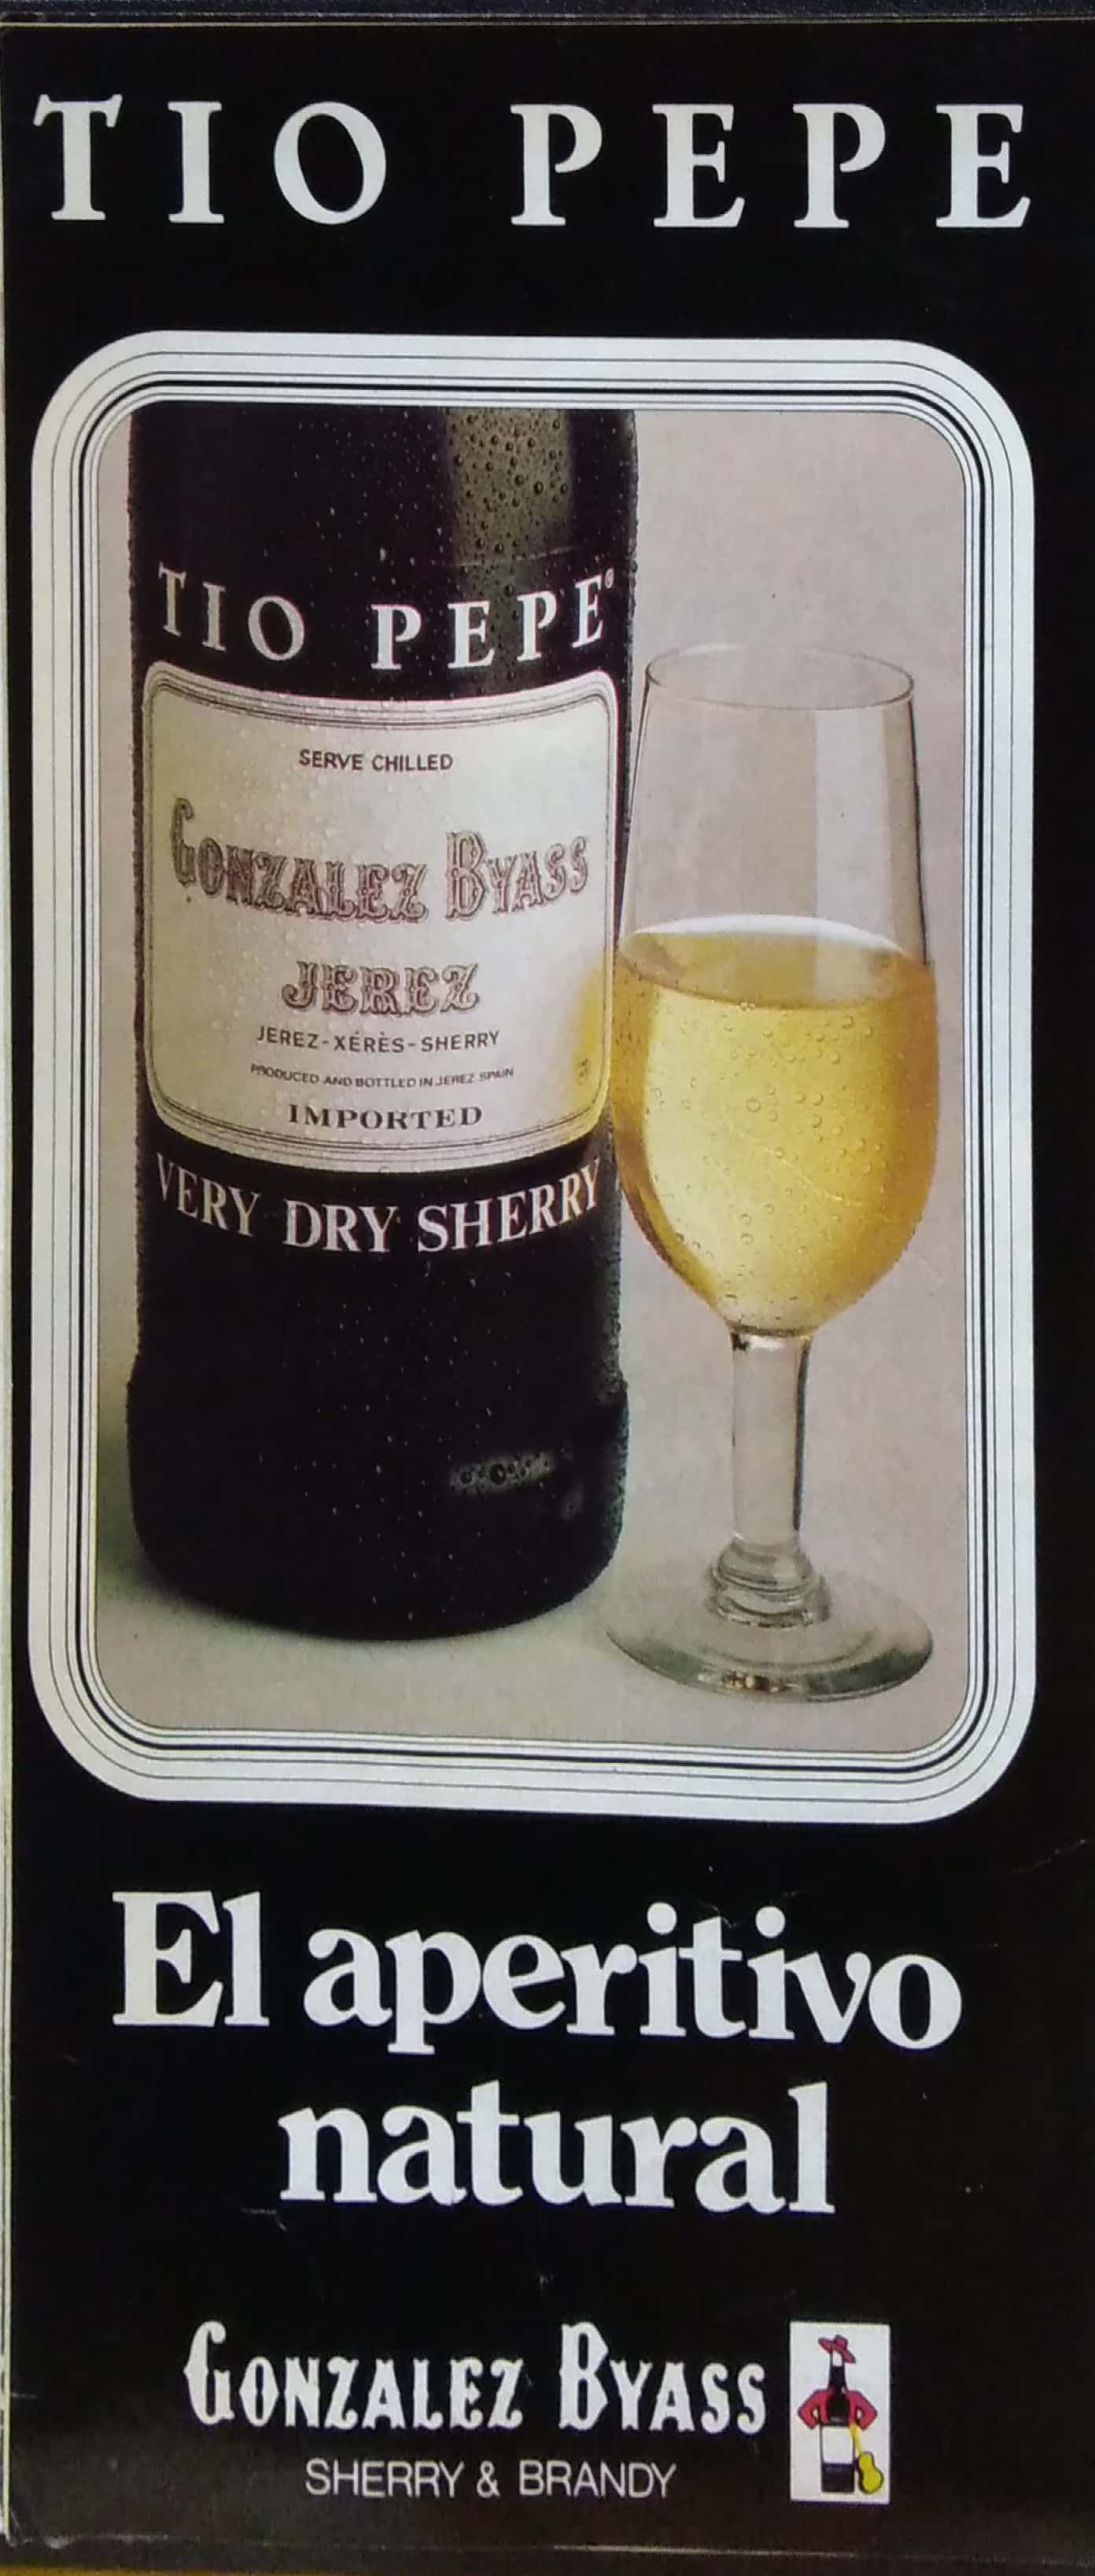 TIO PEPE
TIO PEPE®
SERVE CHILLED
GONZALEZ BYASS
JEREZ
JEREZ-XÉRÈS-SHERRY
PRODUCED AND BOTTLED IN JEREZ SPAIN
IMPORTED
VERY DRY SHERRY
El aperitivo
natural
GONZALEZ BYASS
SHERRY & BRANDY